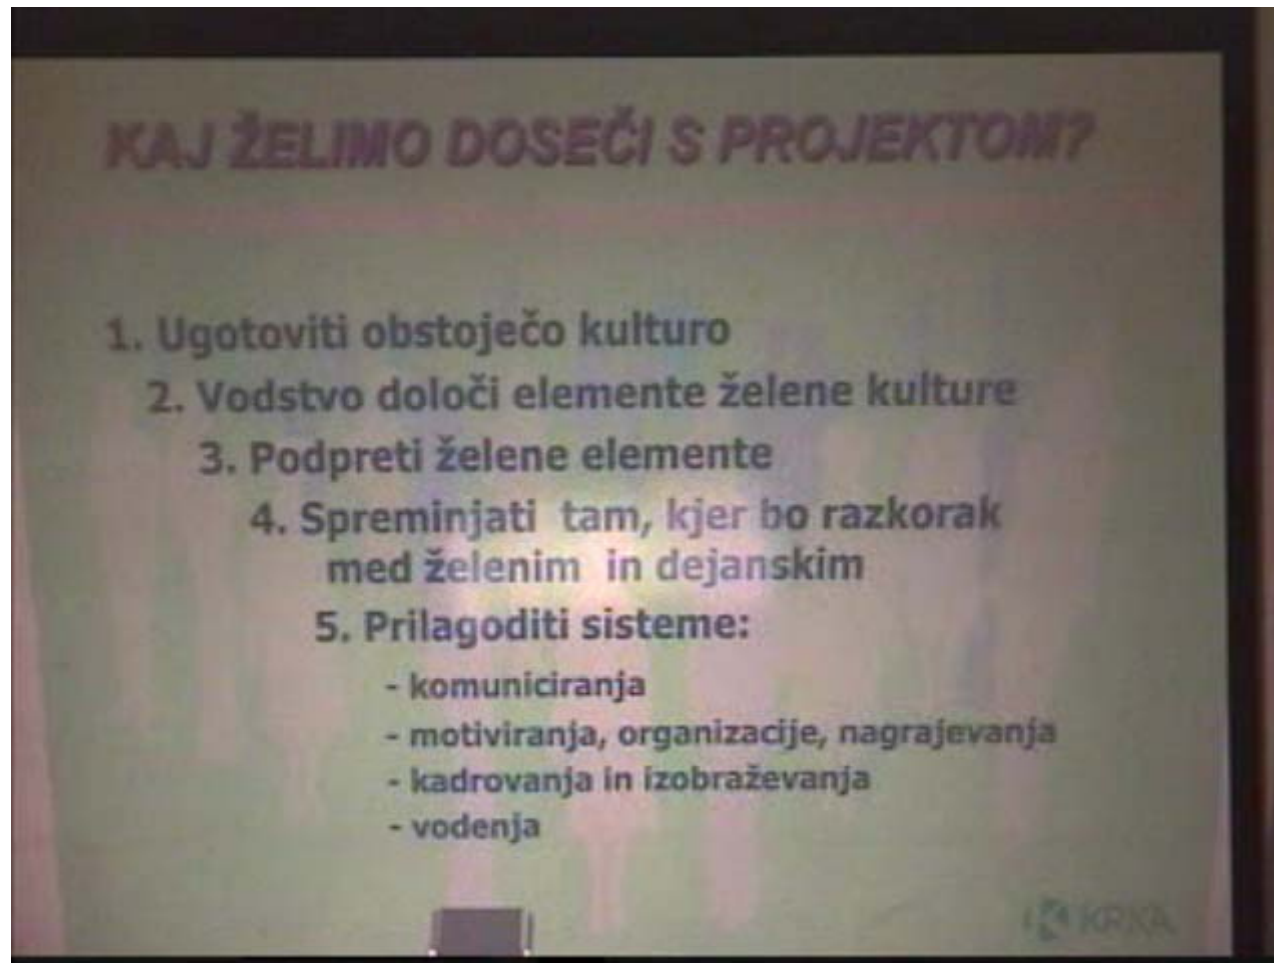 KAJ ŽELIMO DOSEČI S PROJEKTOM?
1. Ugotoviti obstoječo kulturo
2. Vodstvo določi elemente želene kulture
3. Podpreti želene elemente
4. Spreminjati tam, kjer bo razkorak
med želenim in dejanskim
5. Prilagoditi sisteme:
- komuniciranja
- motiviranja, organizacije, nagrajevanja
- kadrovanja in izobraževanja
- vodenja
KRKA